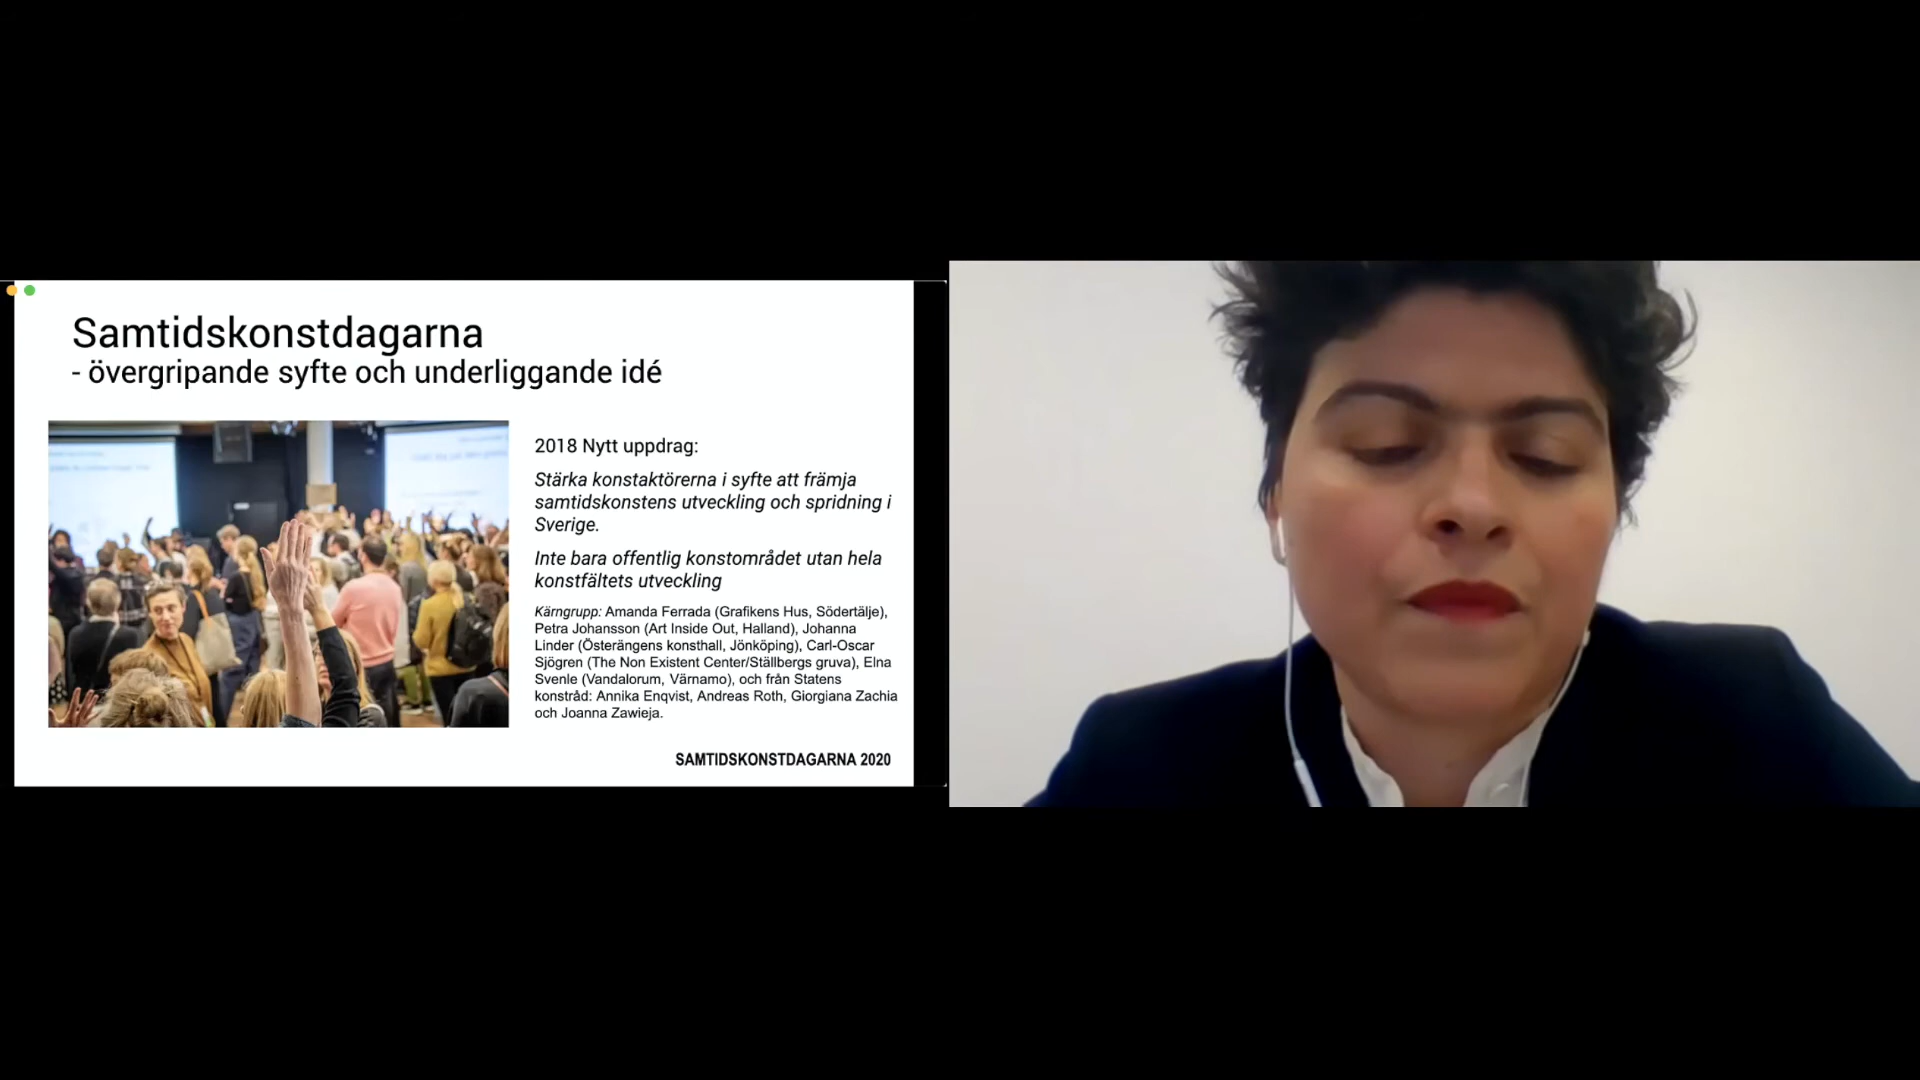 Samtidskonstdagarna
- övergripande syfte och underliggande idé
2018 Nytt uppdrag:
Stärka konstaktörerna i syfte att främja
samtidskonstens utveckling och spridning i
Sverige.
Inte bara offentlig konstområdet utan hela
konstfältets utveckling
Kärngrupp: Amanda Ferrada (Grafikens Hus, Södertälje),
Petra Johansson (Art Inside Out, Halland), Johanna
Linder (Österängens konsthall, Jönköping), Carl-Oscar
Sjögren (The Non Existent Center/Ställbergs gruva), Elna
Svenle (Vandalorum, Värnamo), och från Statens
konstråd: Annika Enqvist, Andreas Roth, Giorgiana Zachia
och Joanna Zawieja.
SAMTIDSKONSTDAGARNA 2020